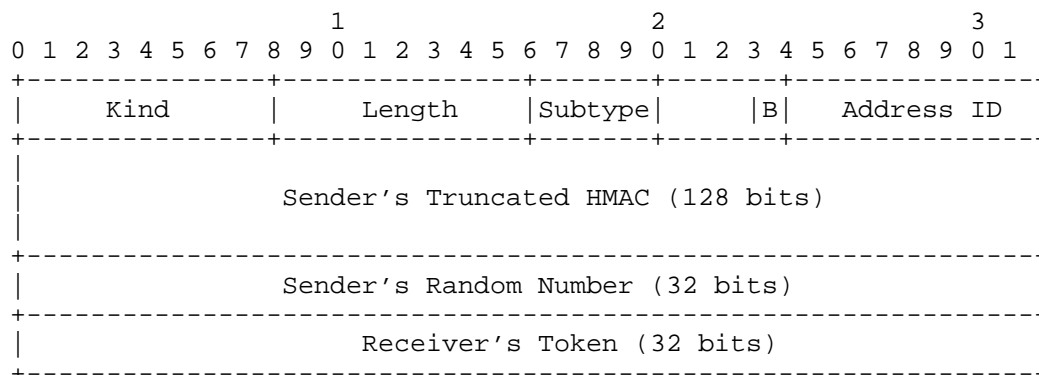 1                   2                   3
 0 1 2 3 4 5 6 7 8 9 0 1 2 3 4 5 6 7 8 9 0 1 2 3 4 5 6 7 8 9 0 1
+---------------+---------------+-------+-------+---------------
|     Kind      |     Length    |Subtype|     |B|   Address ID
+---------------+---------------+-------+-------+---------------
|
|                Sender's Truncated HMAC (128 bits)
|
+---------------------------------------------------------------
|                Sender's Random Number (32 bits)
+---------------------------------------------------------------
|                     Receiver's Token (32 bits)
+---------------------------------------------------------------